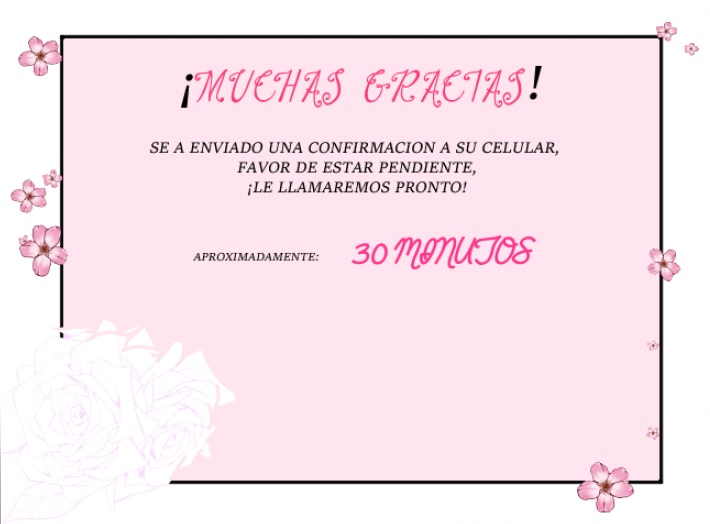 ¡MUCHAS GRACIAS!
SE A ENVIADO UNA CONFIRMACION A SU CELULAR,
FAVOR DE ESTAR PENDIENTE,
¡LE LLAMAREMOS PRONTO!
APROXIMADAMENTE: 30 MINUTOS